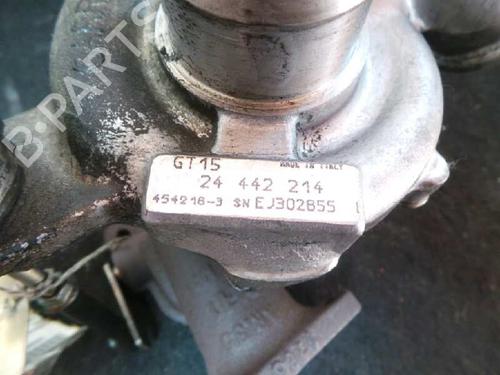 B-PARTS
GT15 MADE IN ITALY
24 442 214
454216-3 SN EJ302855